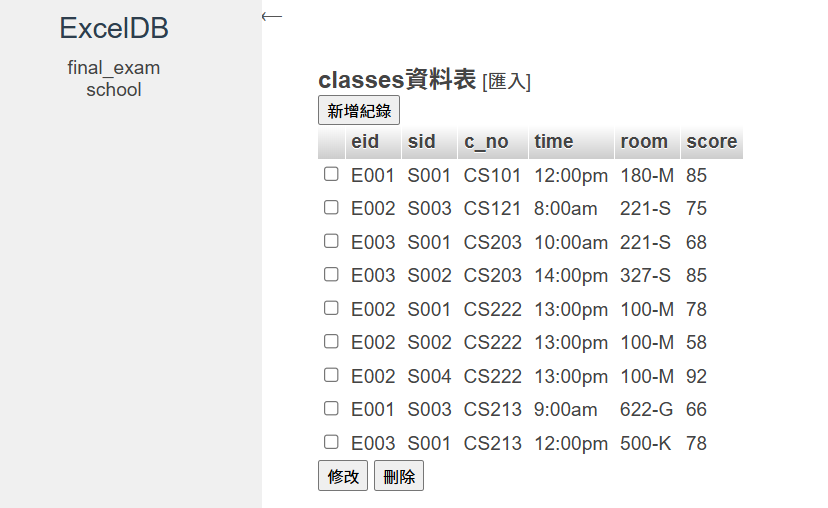 ExcelDB
final_exam
school
←
classes資料表 [匯入]
新增紀錄
eid sid c_no time room score
E001 S001 CS101 12:00pm 180-M 85
E002 S003 CS121 8:00am 221-S 75
E003 S001 CS203 10:00am 221-S 68
E003 S002 CS203 14:00pm 327-S 85
E002 S001 CS222 13:00pm 100-M 78
E002 S002 CS222 13:00pm 100-M 58
E002 S004 CS222 13:00pm 100-M 92
E001 S003 CS213 9:00am 622-G 66
E003 S001 CS213 12:00pm 500-K 78
修改 刪除